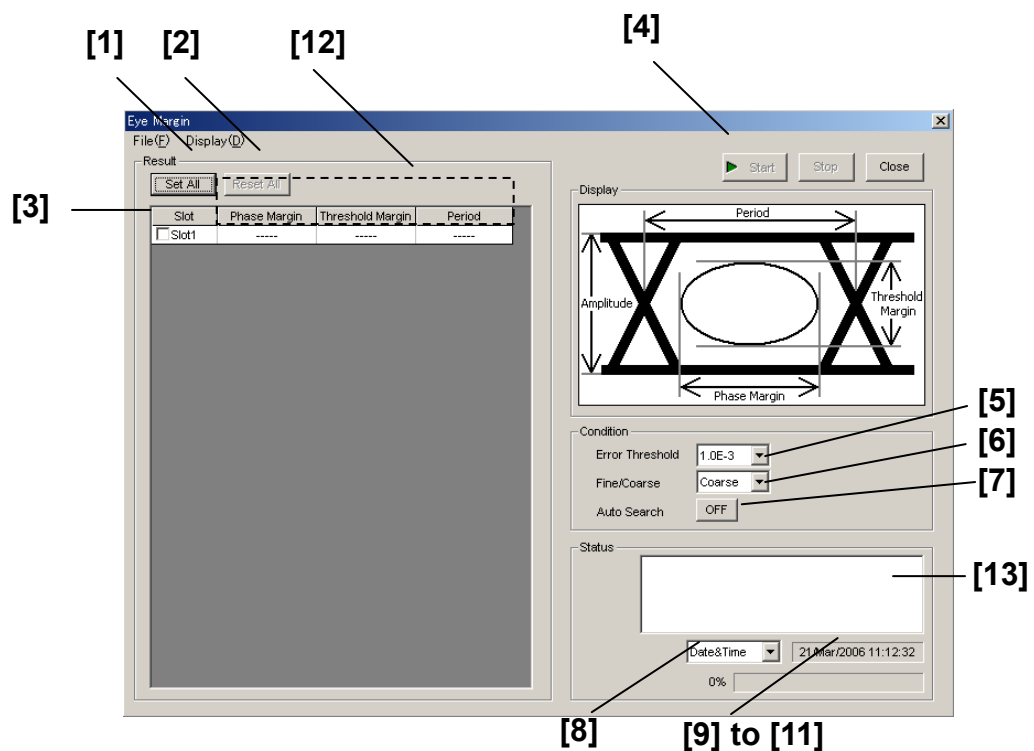 [1] [2] [12] [4]
Eye Margin
File(F) Display(D)
Result
Set All Reset All
Start Stop Close
[3]
Slot Phase Margin Threshold Margin Period
Slot1 ----- ----- -----
Display
Period
Amplitude
Threshold
Margin
Phase Margin
[5]
Condition
Error Threshold 1.0E-3
[6]
Fine/Coarse Coarse
[7]
Auto Search OFF
Status
[13]
Date&Time 21/Mar/2006 11:12:32
0%
[8] [9] to [11]